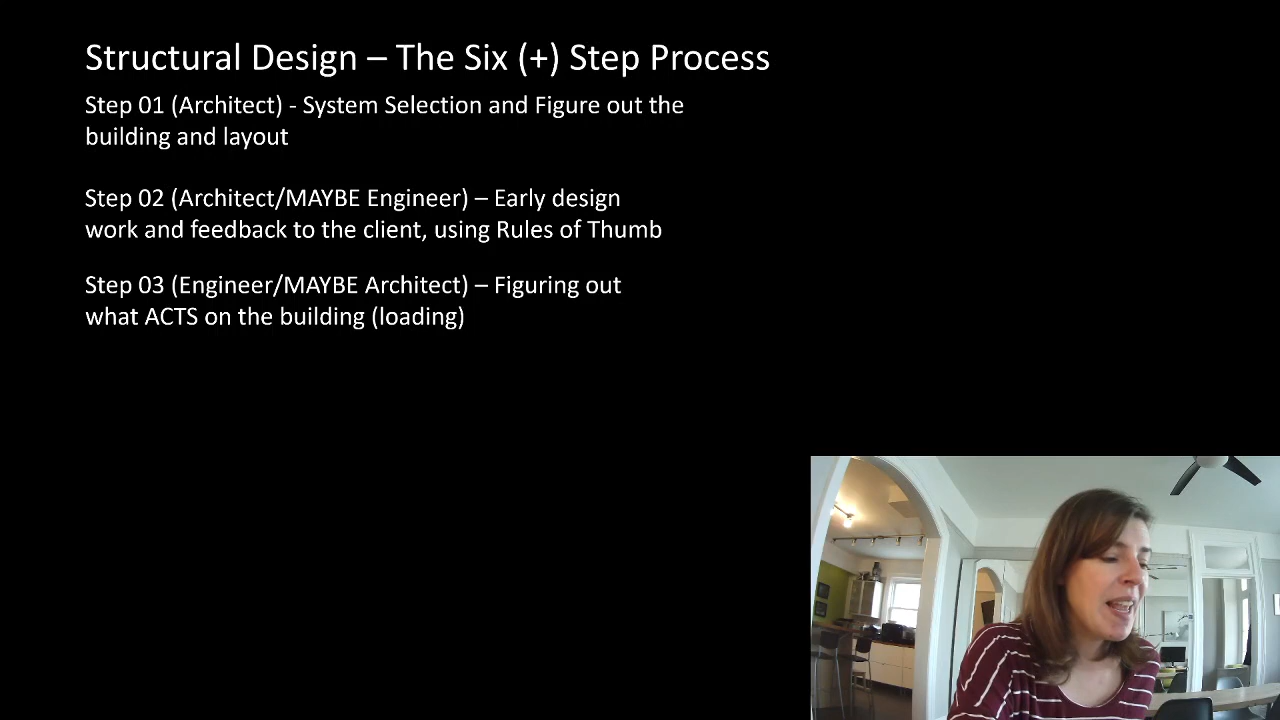 Structural Design – The Six (+) Step Process
Step 01 (Architect) - System Selection and Figure out the
building and layout
Step 02 (Architect/MAYBE Engineer) – Early design
work and feedback to the client, using Rules of Thumb
Step 03 (Engineer/MAYBE Architect) – Figuring out
what ACTS on the building (loading)